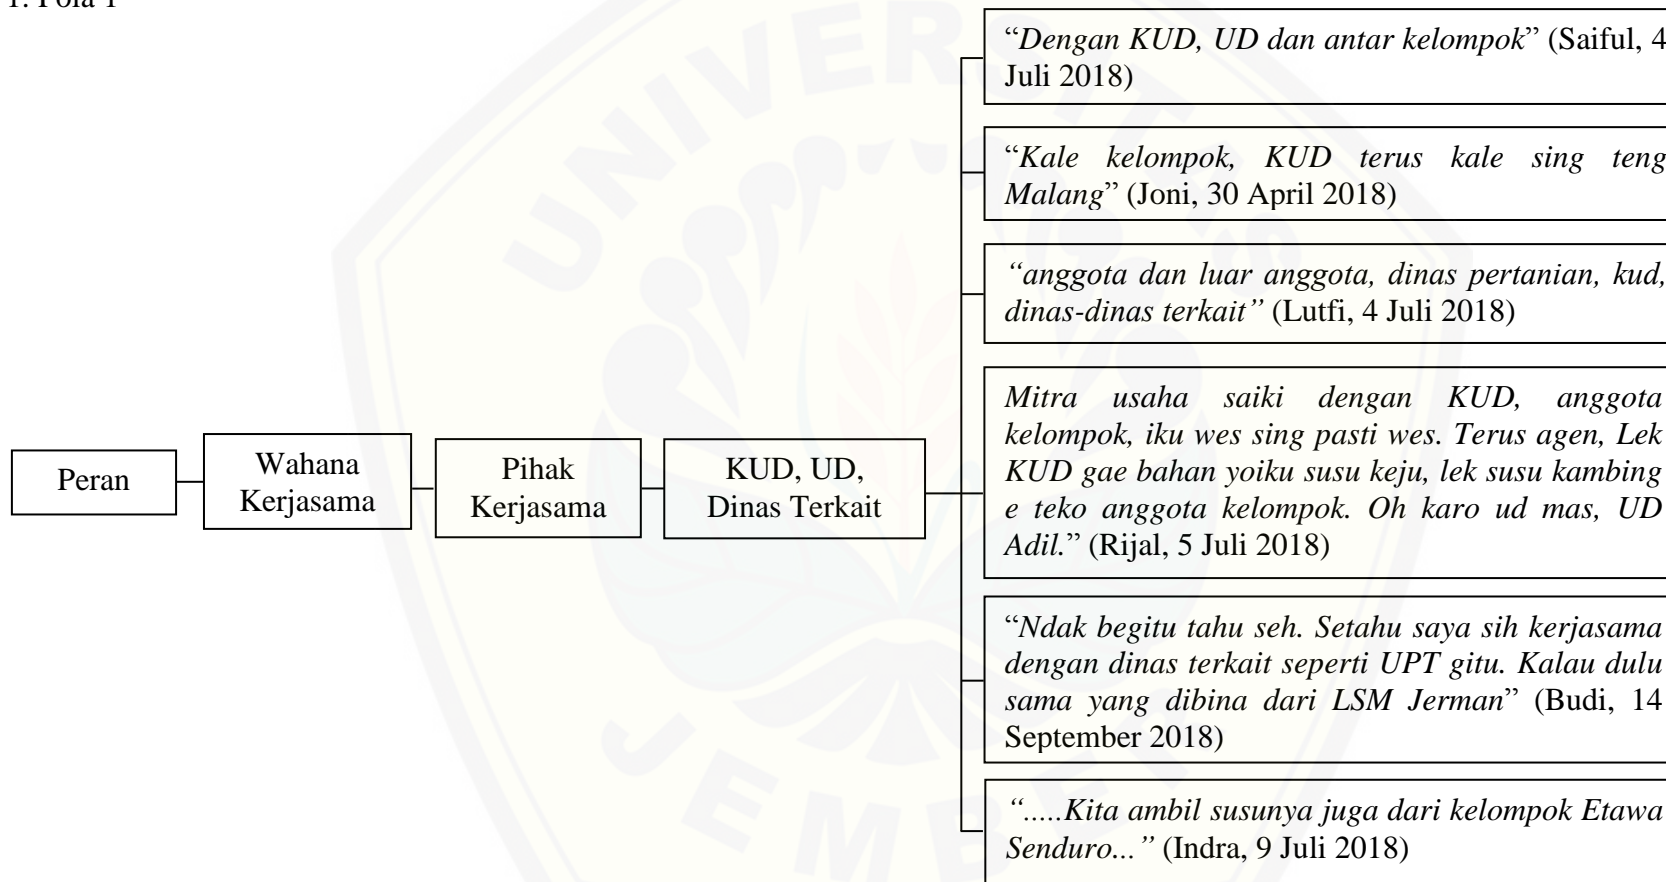 1. Pola 1
“Dengan KUD, UD dan antar kelompok” (Saiful, 4
Juli 2018)
“Kale kelompok, KUD terus kale sing teng
Malang” (Joni, 30 April 2018)
“anggota dan luar anggota, dinas pertanian, kud,
dinas-dinas terkait” (Lutfi, 4 Juli 2018)
Mitra usaha saiki dengan KUD, anggota
kelompok, iku wes sing pasti wes. Terus agen, Lek
KUD gae bahan yoiku susu keju, lek susu kambing
e teko anggota kelompok. Oh karo ud mas, UD
Adil.” (Rijal, 5 Juli 2018)
Peran
Wahana
Kerjasama
Pihak
Kerjasama
KUD, UD,
Dinas Terkait
“Ndak begitu tahu seh. Setahu saya sih kerjasama
dengan dinas terkait seperti UPT gitu. Kalau dulu
sama yang dibina dari LSM Jerman” (Budi, 14
September 2018)
“.....Kita ambil susunya juga dari kelompok Etawa
Senduro...” (Indra, 9 Juli 2018)
UNIVERSITAS
JEMBER